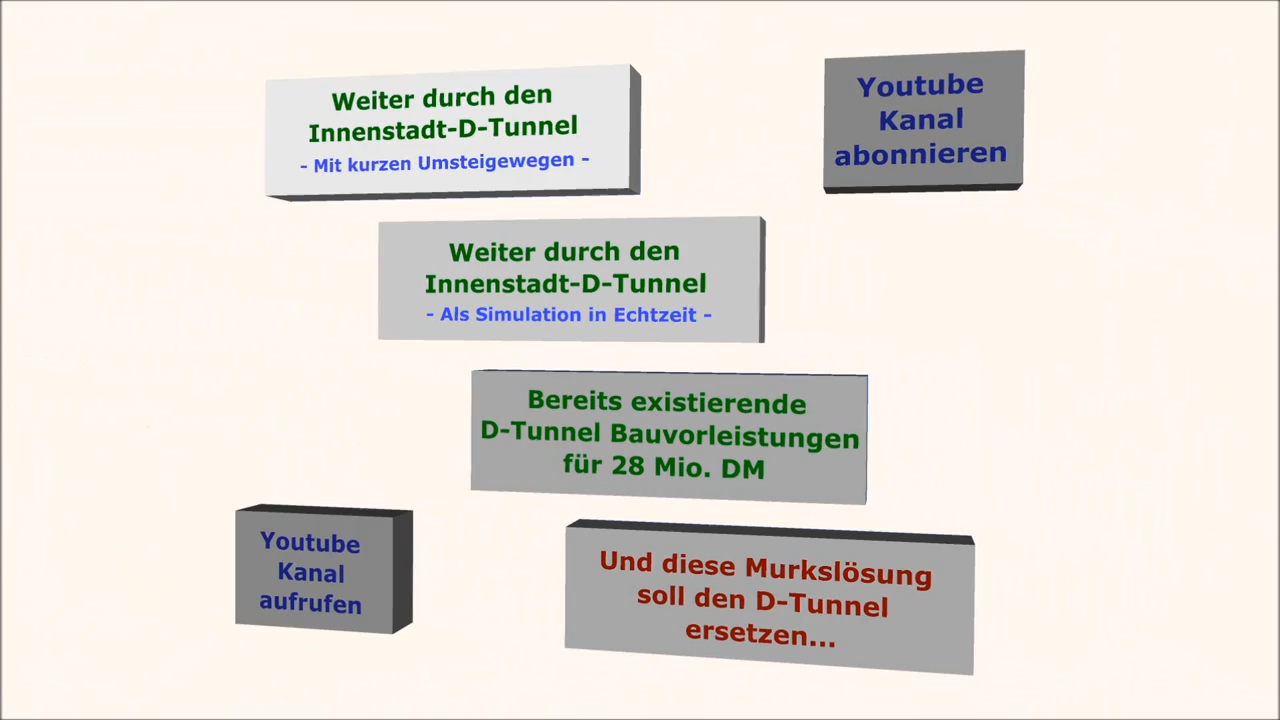 Weiter durch den
Innenstadt-D-Tunnel
- Mit kurzen Umsteigewegen -
Youtube
Kanal
abonnieren
Weiter durch den
Innenstadt-D-Tunnel
- Als Simulation in Echtzeit -
Bereits existierende
D-Tunnel Bauvorleistungen
für 28 Mio. DM
Youtube
Kanal
aufrufen
Und diese Murkslösung
soll den D-Tunnel
ersetzen...